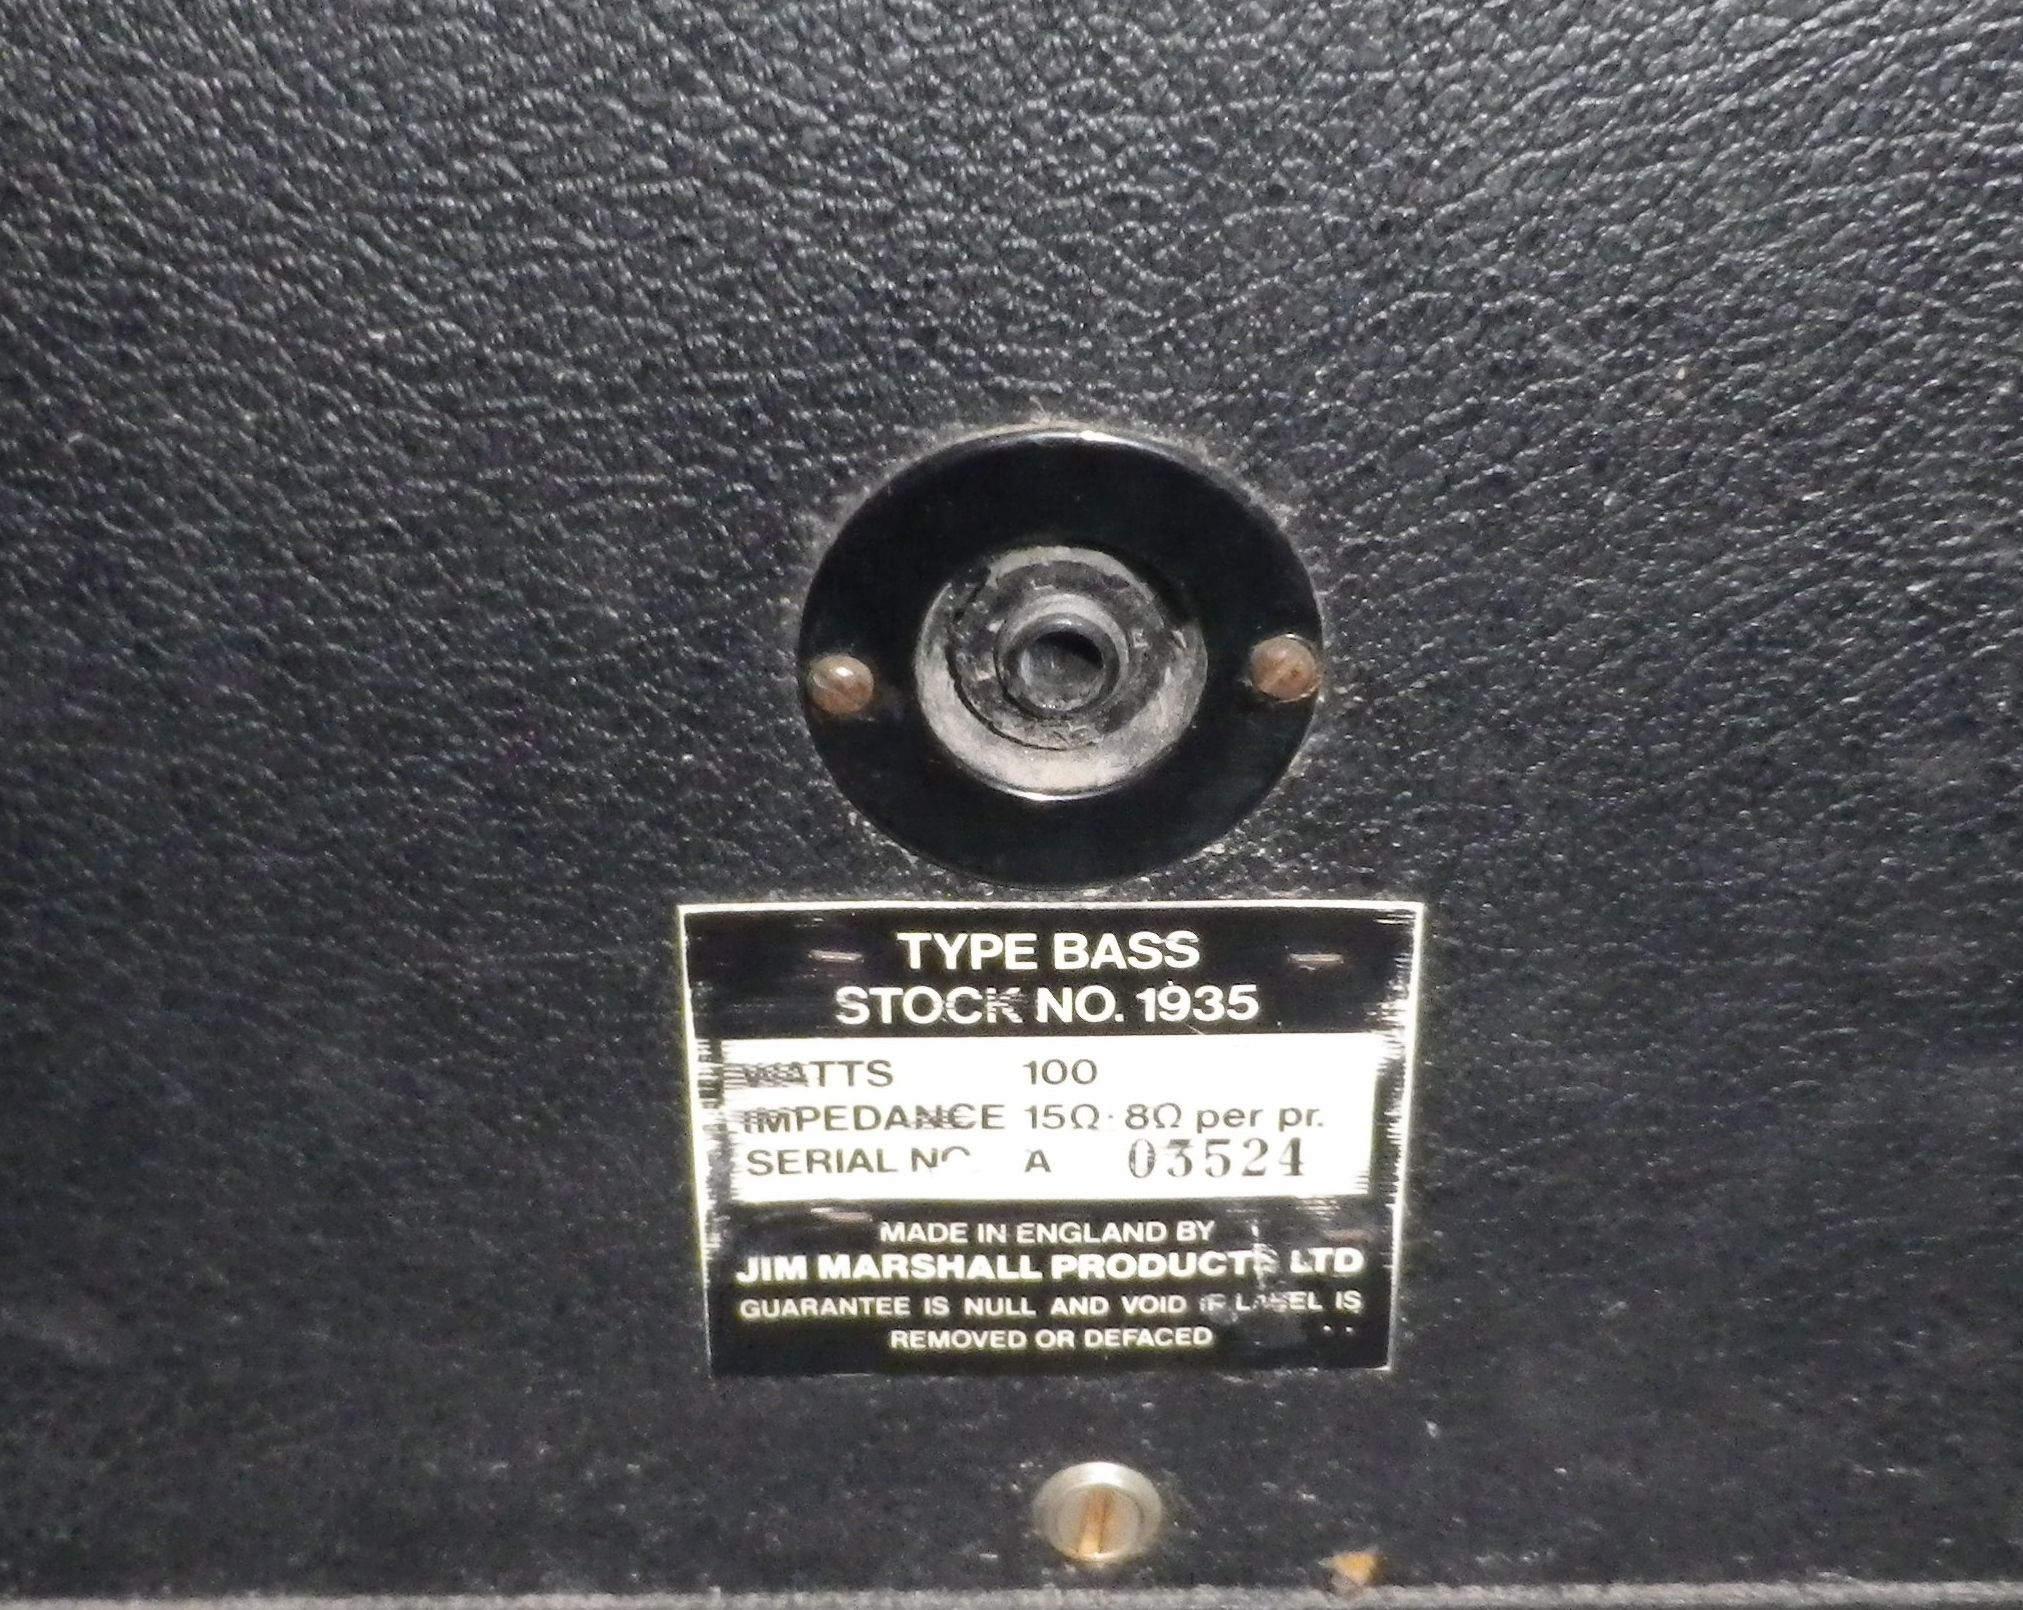 TYPE BASS
STOCK NO. 1935
WATTS 100
IMPEDANCE 15Ω 8Ω per pr.
SERIAL NO. A 03524
MADE IN ENGLAND BY
JIM MARSHALL PRODUCTS LTD
GUARANTEE IS NULL AND VOID IF LABEL IS
REMOVED OR DEFACED